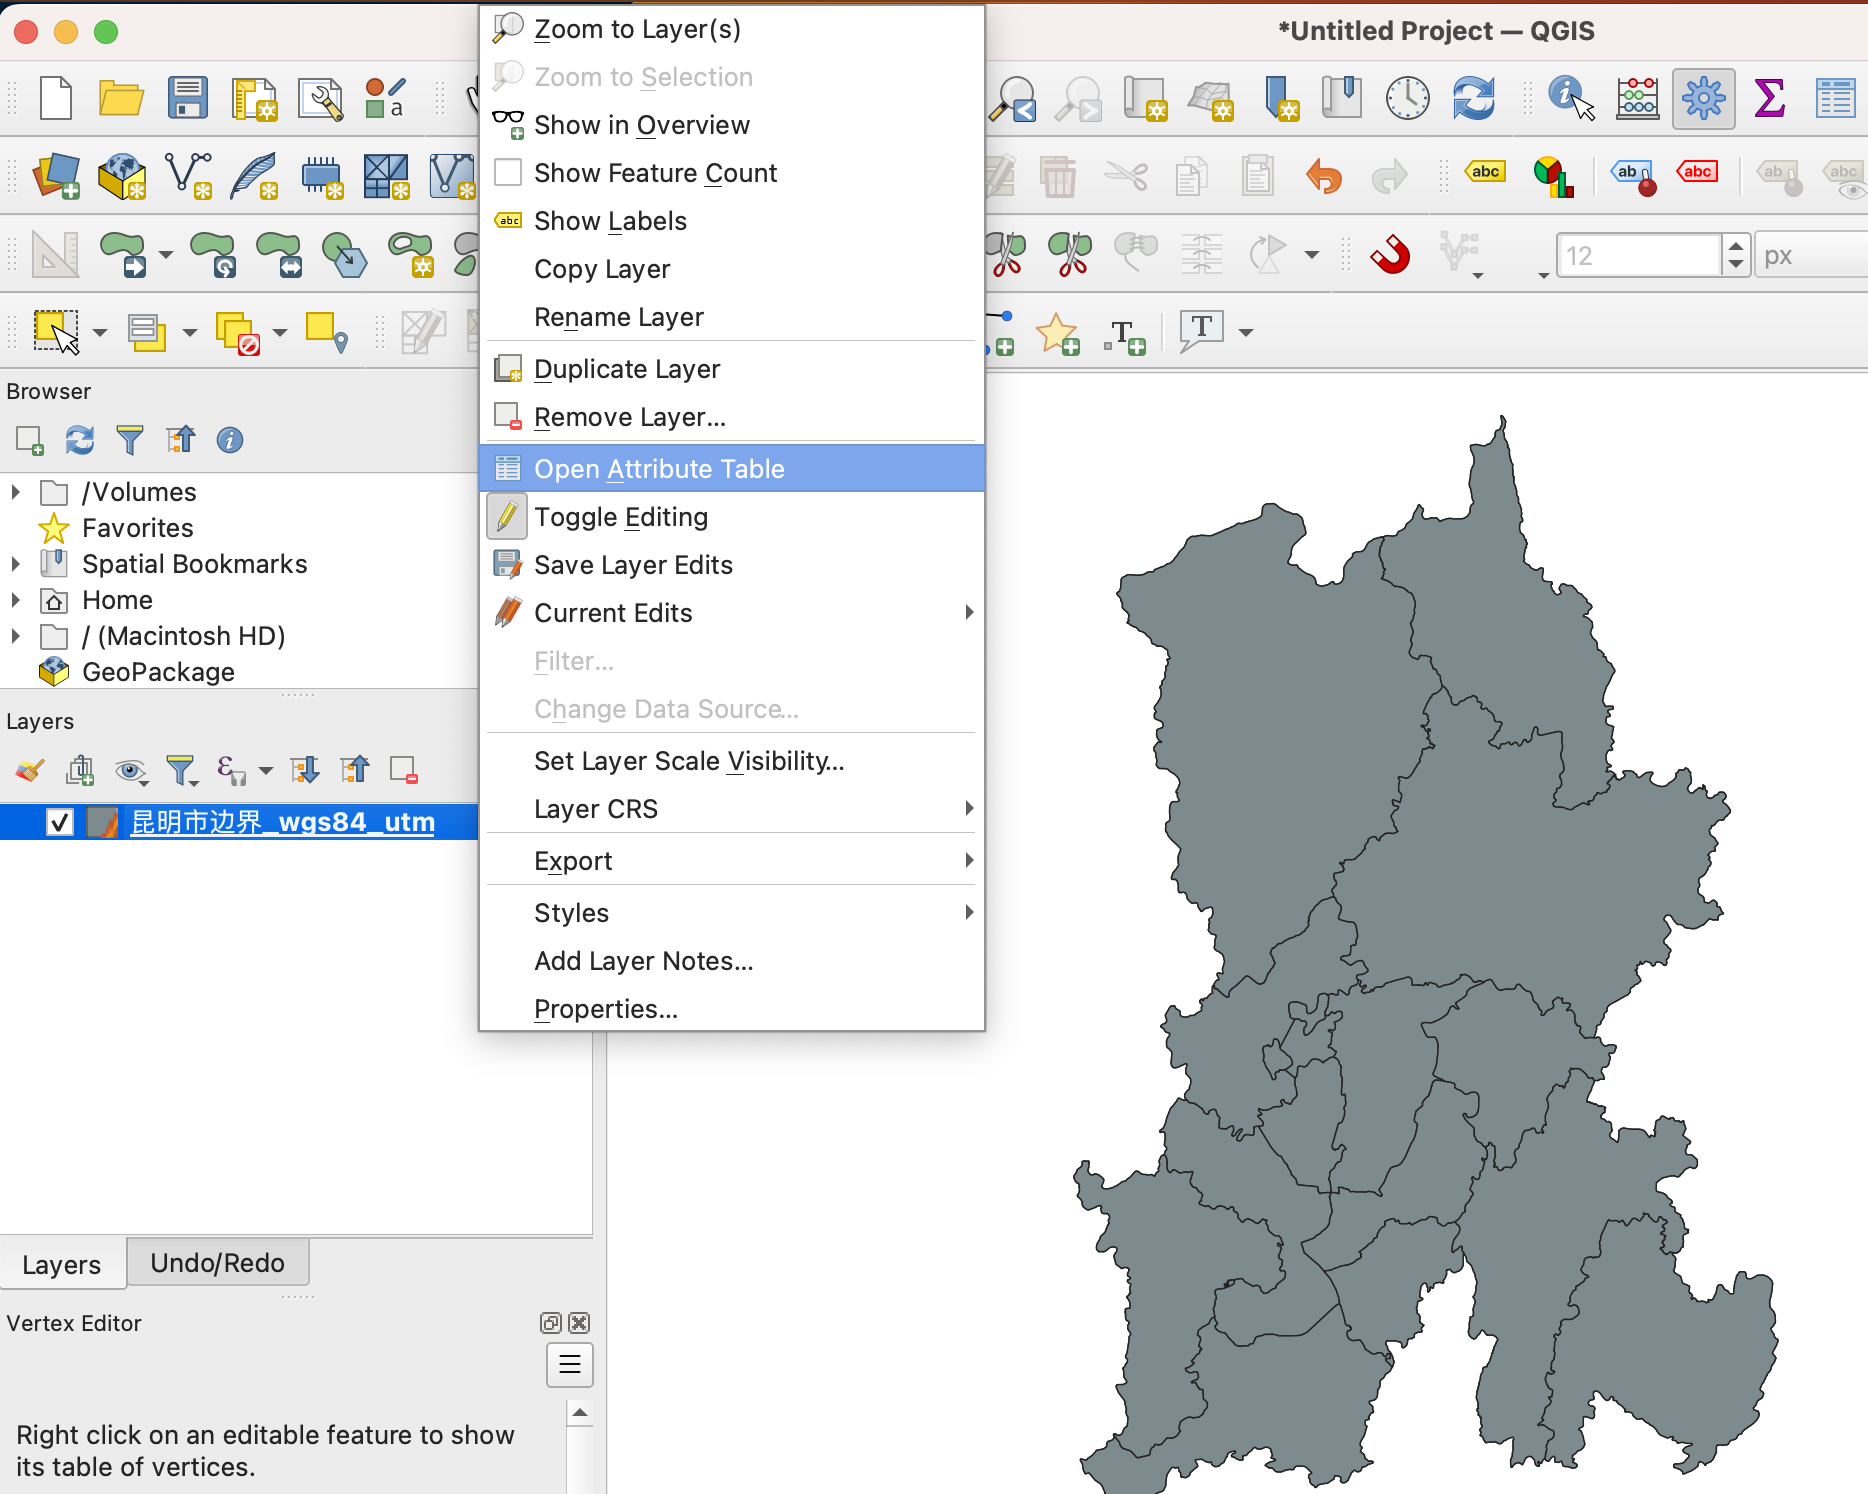 *Untitled Project — QGIS
Zoom to Layer(s)
Zoom to Selection
Show in Overview
Show Feature Count
Show Labels
Copy Layer
Rename Layer
Duplicate Layer
Remove Layer...
Open Attribute Table
Toggle Editing
Save Layer Edits
Current Edits
Filter...
Change Data Source...
Set Layer Scale Visibility...
Layer CRS
Export
Styles
Add Layer Notes...
Properties...
a
abc
ab
abc
ab
abc
abc
12
px
T
T
Browser
/Volumes
Favorites
Spatial Bookmarks
Home
/ (Macintosh HD)
GeoPackage
Layers
昆明市边界_wgs84_utm
Layers
Undo/Redo
Vertex Editor
Right click on an editable feature to show
its table of vertices.